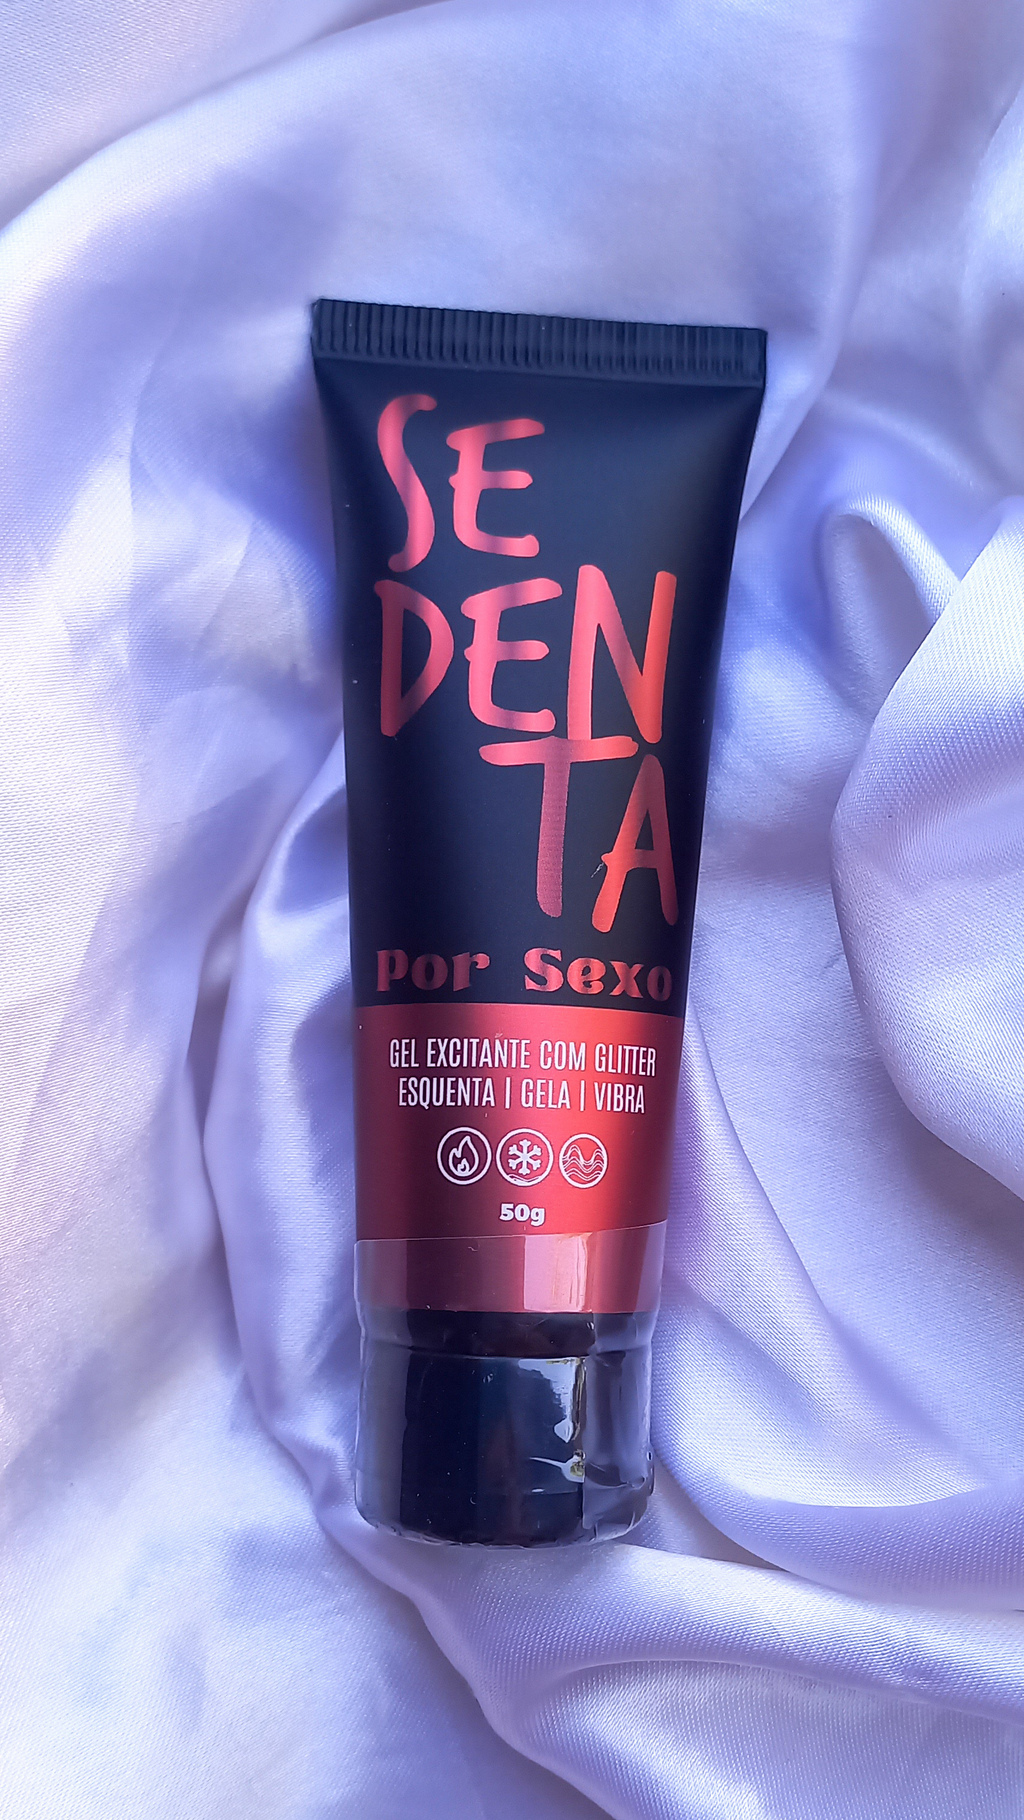 SE
DEN
TA
por Sexo
GEL EXCITANTE COM GLITTER
ESQUENTA | GELA | VIBRA
50g